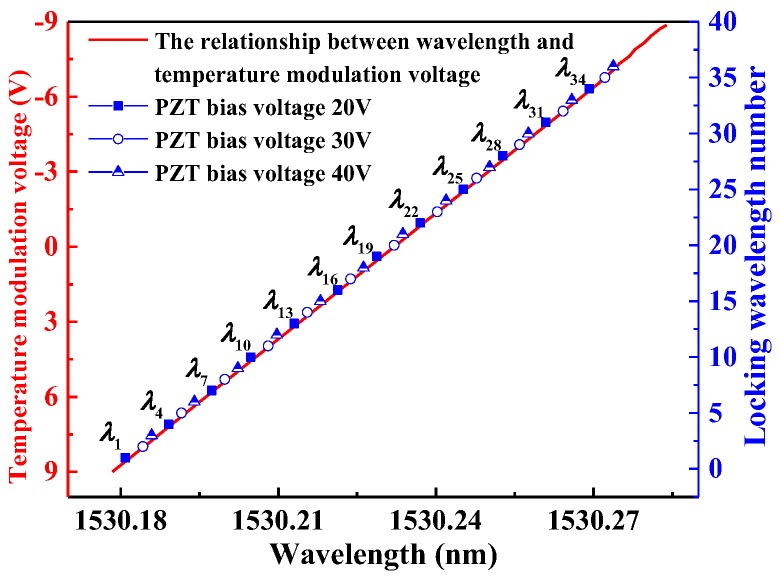 -9
-6
-3
0
3
6
9
Temperature modulation voltage (V)
The relationship between wavelength and
temperature modulation voltage
PZT bias voltage 20V
PZT bias voltage 30V
PZT bias voltage 40V
λ34
λ31
λ28
λ25
λ22
λ19
λ16
λ13
λ10
λ7
λ4
λ1
40
35
30
25
20
15
10
5
0
Locking wavelength number
1530.18 1530.21 1530.24 1530.27
Wavelength (nm)